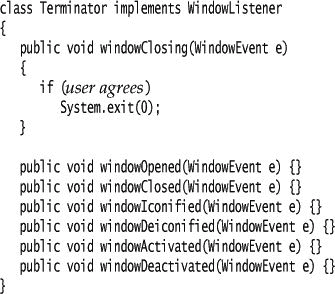 class Terminator implements WindowListener
{
public void windowClosing(WindowEvent e)
{
if (user agrees)
System.exit(0);
}
public void windowOpened(WindowEvent e) {}
public void windowClosed(WindowEvent e) {}
public void windowIconified(WindowEvent e) {}
public void windowDeiconified(WindowEvent e) {}
public void windowActivated(WindowEvent e) {}
public void windowDeactivated(WindowEvent e) {}
}